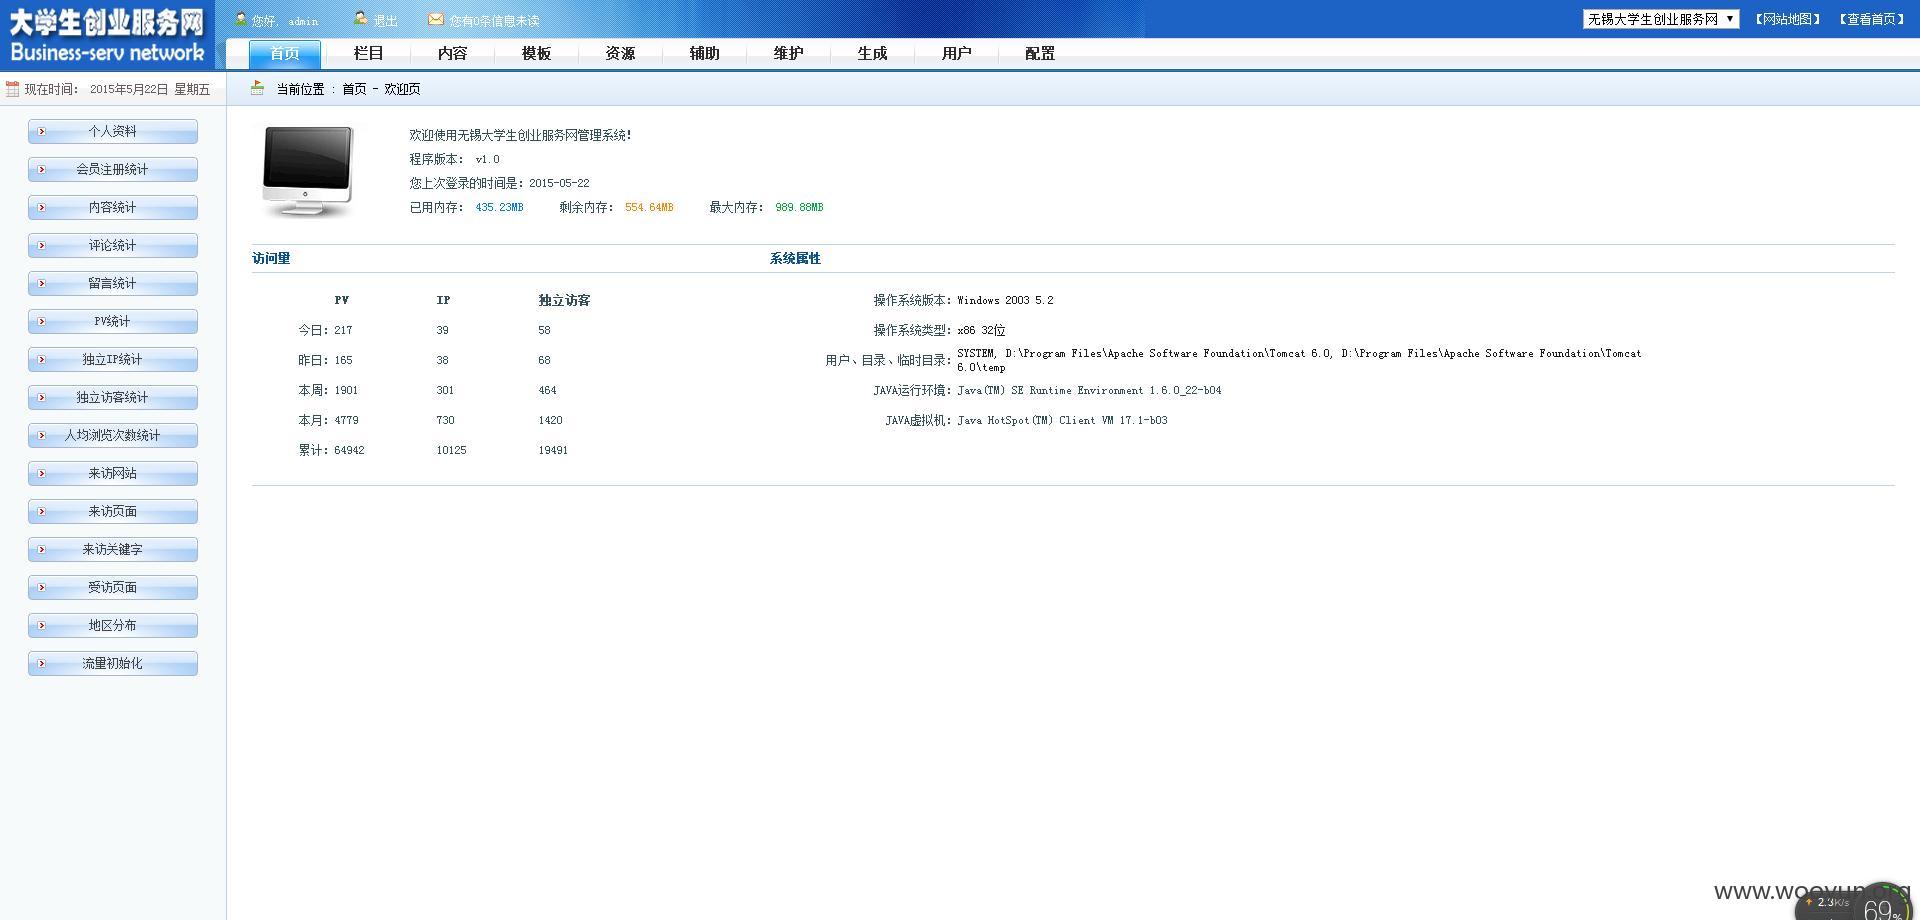 大学生创业服务网
Business-serv network
您好, admin
退出
您有0条信息未读
无锡大学生创业服务网
【网站地图】
【查看首页】
首页 栏目 内容 模板 资源 辅助 维护 生成 用户 配置
现在时间: 2015年5月22日 星期五
当前位置 : 首页 - 欢迎页
个人资料
会员注册统计
内容统计
评论统计
留言统计
PV统计
独立IP统计
独立访客统计
人均浏览次数统计
来访网站
来访页面
来访关键字
受访页面
地区分布
流量初始化
欢迎使用无锡大学生创业服务网管理系统!
程序版本: v1.0
您上次登录的时间是: 2015-05-22
已用内存: 435.23MB 剩余内存: 554.64MB 最大内存: 989.88MB
访问量
PV IP 独立访客
今日: 217 39 58
昨日: 165 38 68
本周: 1901 301 464
本月: 4779 730 1420
累计: 64942 10125 19491
系统属性
操作系统版本: Windows 2003 5.2
操作系统类型: x86 32位
用户、目录、临时目录: SYSTEM, D:\Program Files\Apache Software Foundation\Tomcat 6.0, D:\Program Files\Apache Software Foundation\Tomcat
6.0\temp
JAVA运行环境: Java(TM) SE Runtime Environment 1.6.0_22-b04
JAVA虚拟机: Java HotSpot(TM) Client VM 17.1-b03
www.wooyun.org
2.3K/s
69%